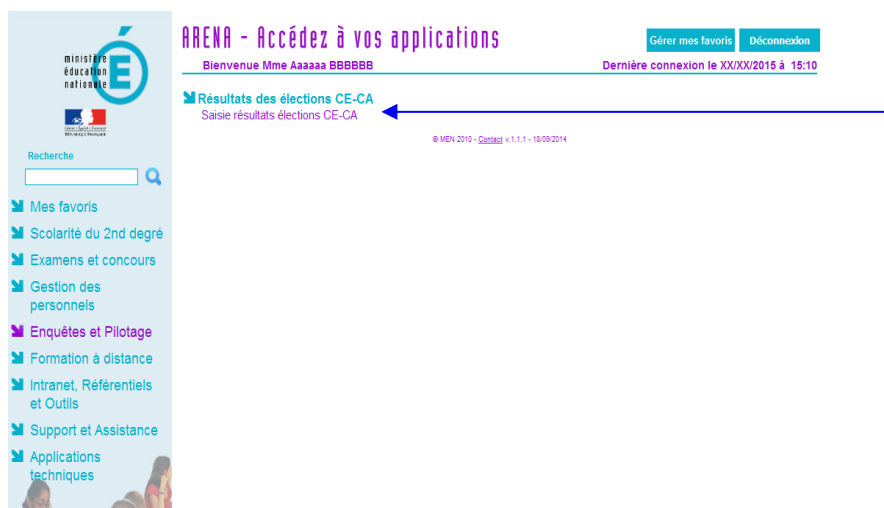 ministère
éducation
nationale
RÉPUBLIQUE FRANÇAISE
Recherche
Mes favoris
Scolarité du 2nd degré
Examens et concours
Gestion des
personnels
Enquêtes et Pilotage
Formation à distance
Intranet, Référentiels
et Outils
Support et Assistance
Applications
techniques
ARENA - Accédez à vos applications
Gérer mes favoris
Déconnexion
Bienvenue Mme Aaaaaa BBBBBB
Dernière connexion le XX/XX/2015 à 15:10
Résultats des élections CE-CA
Saisie résultats élections CE-CA
© MEN 2010 - Contact v.1.1.1 - 18/09/2014